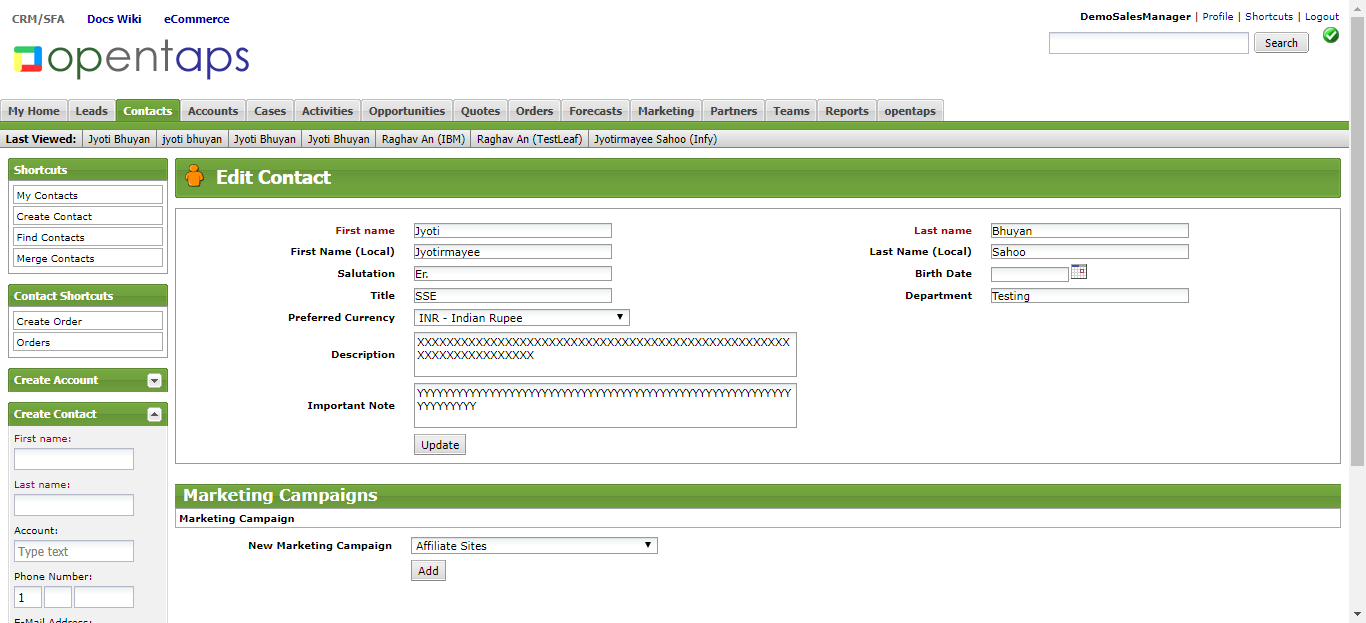 CRM/SFA Docs Wiki eCommerce
DemoSalesManager | Profile | Shortcuts | Logout
opentaps
Search
My Home Leads Contacts Accounts Cases Activities Opportunities Quotes Orders Forecasts Marketing Partners Teams Reports opentaps
Last Viewed: Jyoti Bhuyan jyoti bhuyan Jyoti Bhuyan Jyoti Bhuyan Raghav An (IBM) Raghav An (TestLeaf) Jyotirmayee Sahoo (Infy)
Shortcuts
My Contacts
Create Contact
Find Contacts
Merge Contacts
Contact Shortcuts
Create Order
Orders
Create Account
Create Contact
First name:
Last name:
Account:
Type text
Phone Number:
1
E-Mail Address:
Edit Contact
First name Jyoti Last name Bhuyan
First Name (Local) Jyotirmayee Last Name (Local) Sahoo
Salutation Er. Birth Date
Title SSE Department Testing
Preferred Currency INR - Indian Rupee
Description
XXXXXXXXXXXXXXXXXXXXXXXXXXXXXXXXXXXXXXXXXXXXXXXXXXX
XXXXXXXXXXXXXXXX
Important Note
YYYYYYYYYYYYYYYYYYYYYYYYYYYYYYYYYYYYYYYYYYYYYYYYYYYYYY
YYYYYYYYY
Update
Marketing Campaigns
Marketing Campaign
New Marketing Campaign Affiliate Sites
Add